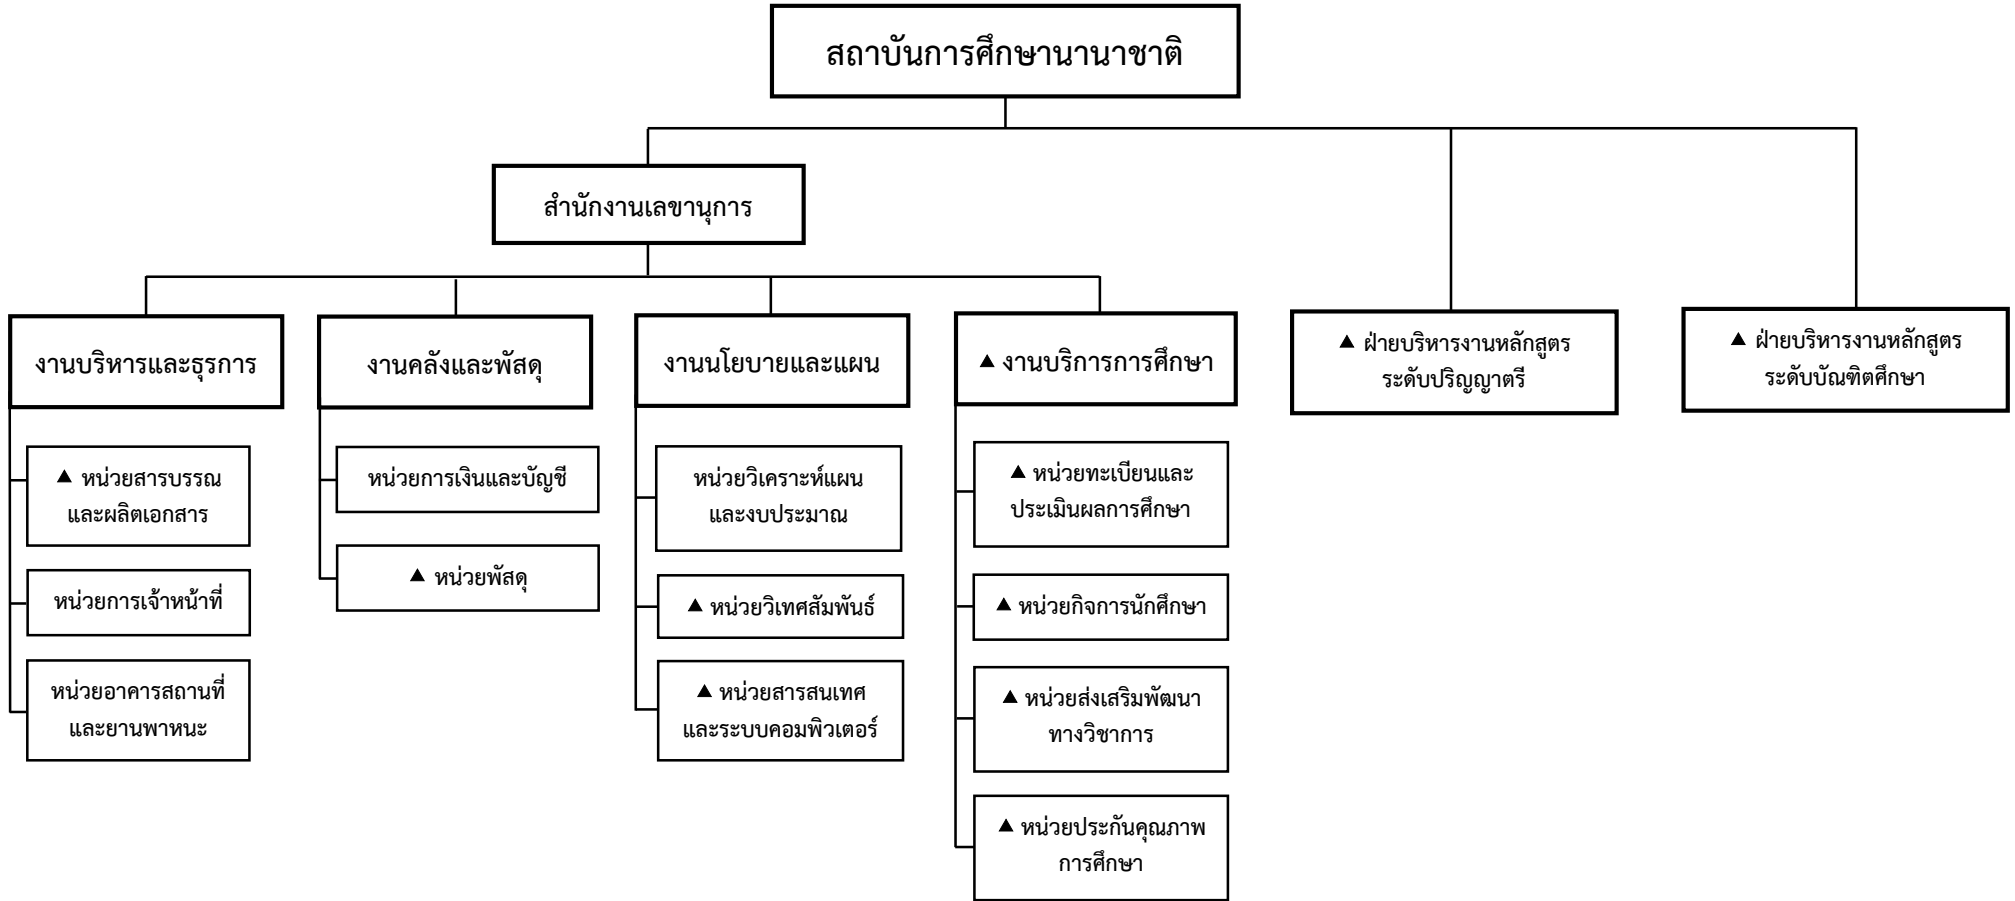 สถาบันการศึกษานานาชาติ
สำนักงานเลขานุการ
งานบริหารและธุรการ
▲ หน่วยสารบรรณ
และผลิตเอกสาร
หน่วยการเจ้าหน้าที่
หน่วยอาคารสถานที่
และยานพาหนะ
งานคลังและพัสดุ
หน่วยการเงินและบัญชี
▲ หน่วยพัสดุ
งานนโยบายและแผน
หน่วยวิเคราะห์แผน
และงบประมาณ
▲ หน่วยวิเทศสัมพันธ์
▲ หน่วยสารสนเทศ
และระบบคอมพิวเตอร์
▲ งานบริการการศึกษา
▲ หน่วยทะเบียนและ
ประเมินผลการศึกษา
▲ หน่วยกิจการนักศึกษา
▲ หน่วยส่งเสริมพัฒนา
ทางวิชาการ
▲ หน่วยประกันคุณภาพ
การศึกษา
▲ ฝ่ายบริหารงานหลักสูตร
ระดับปริญญาตรี
▲ ฝ่ายบริหารงานหลักสูตร
ระดับบัณฑิตศึกษา